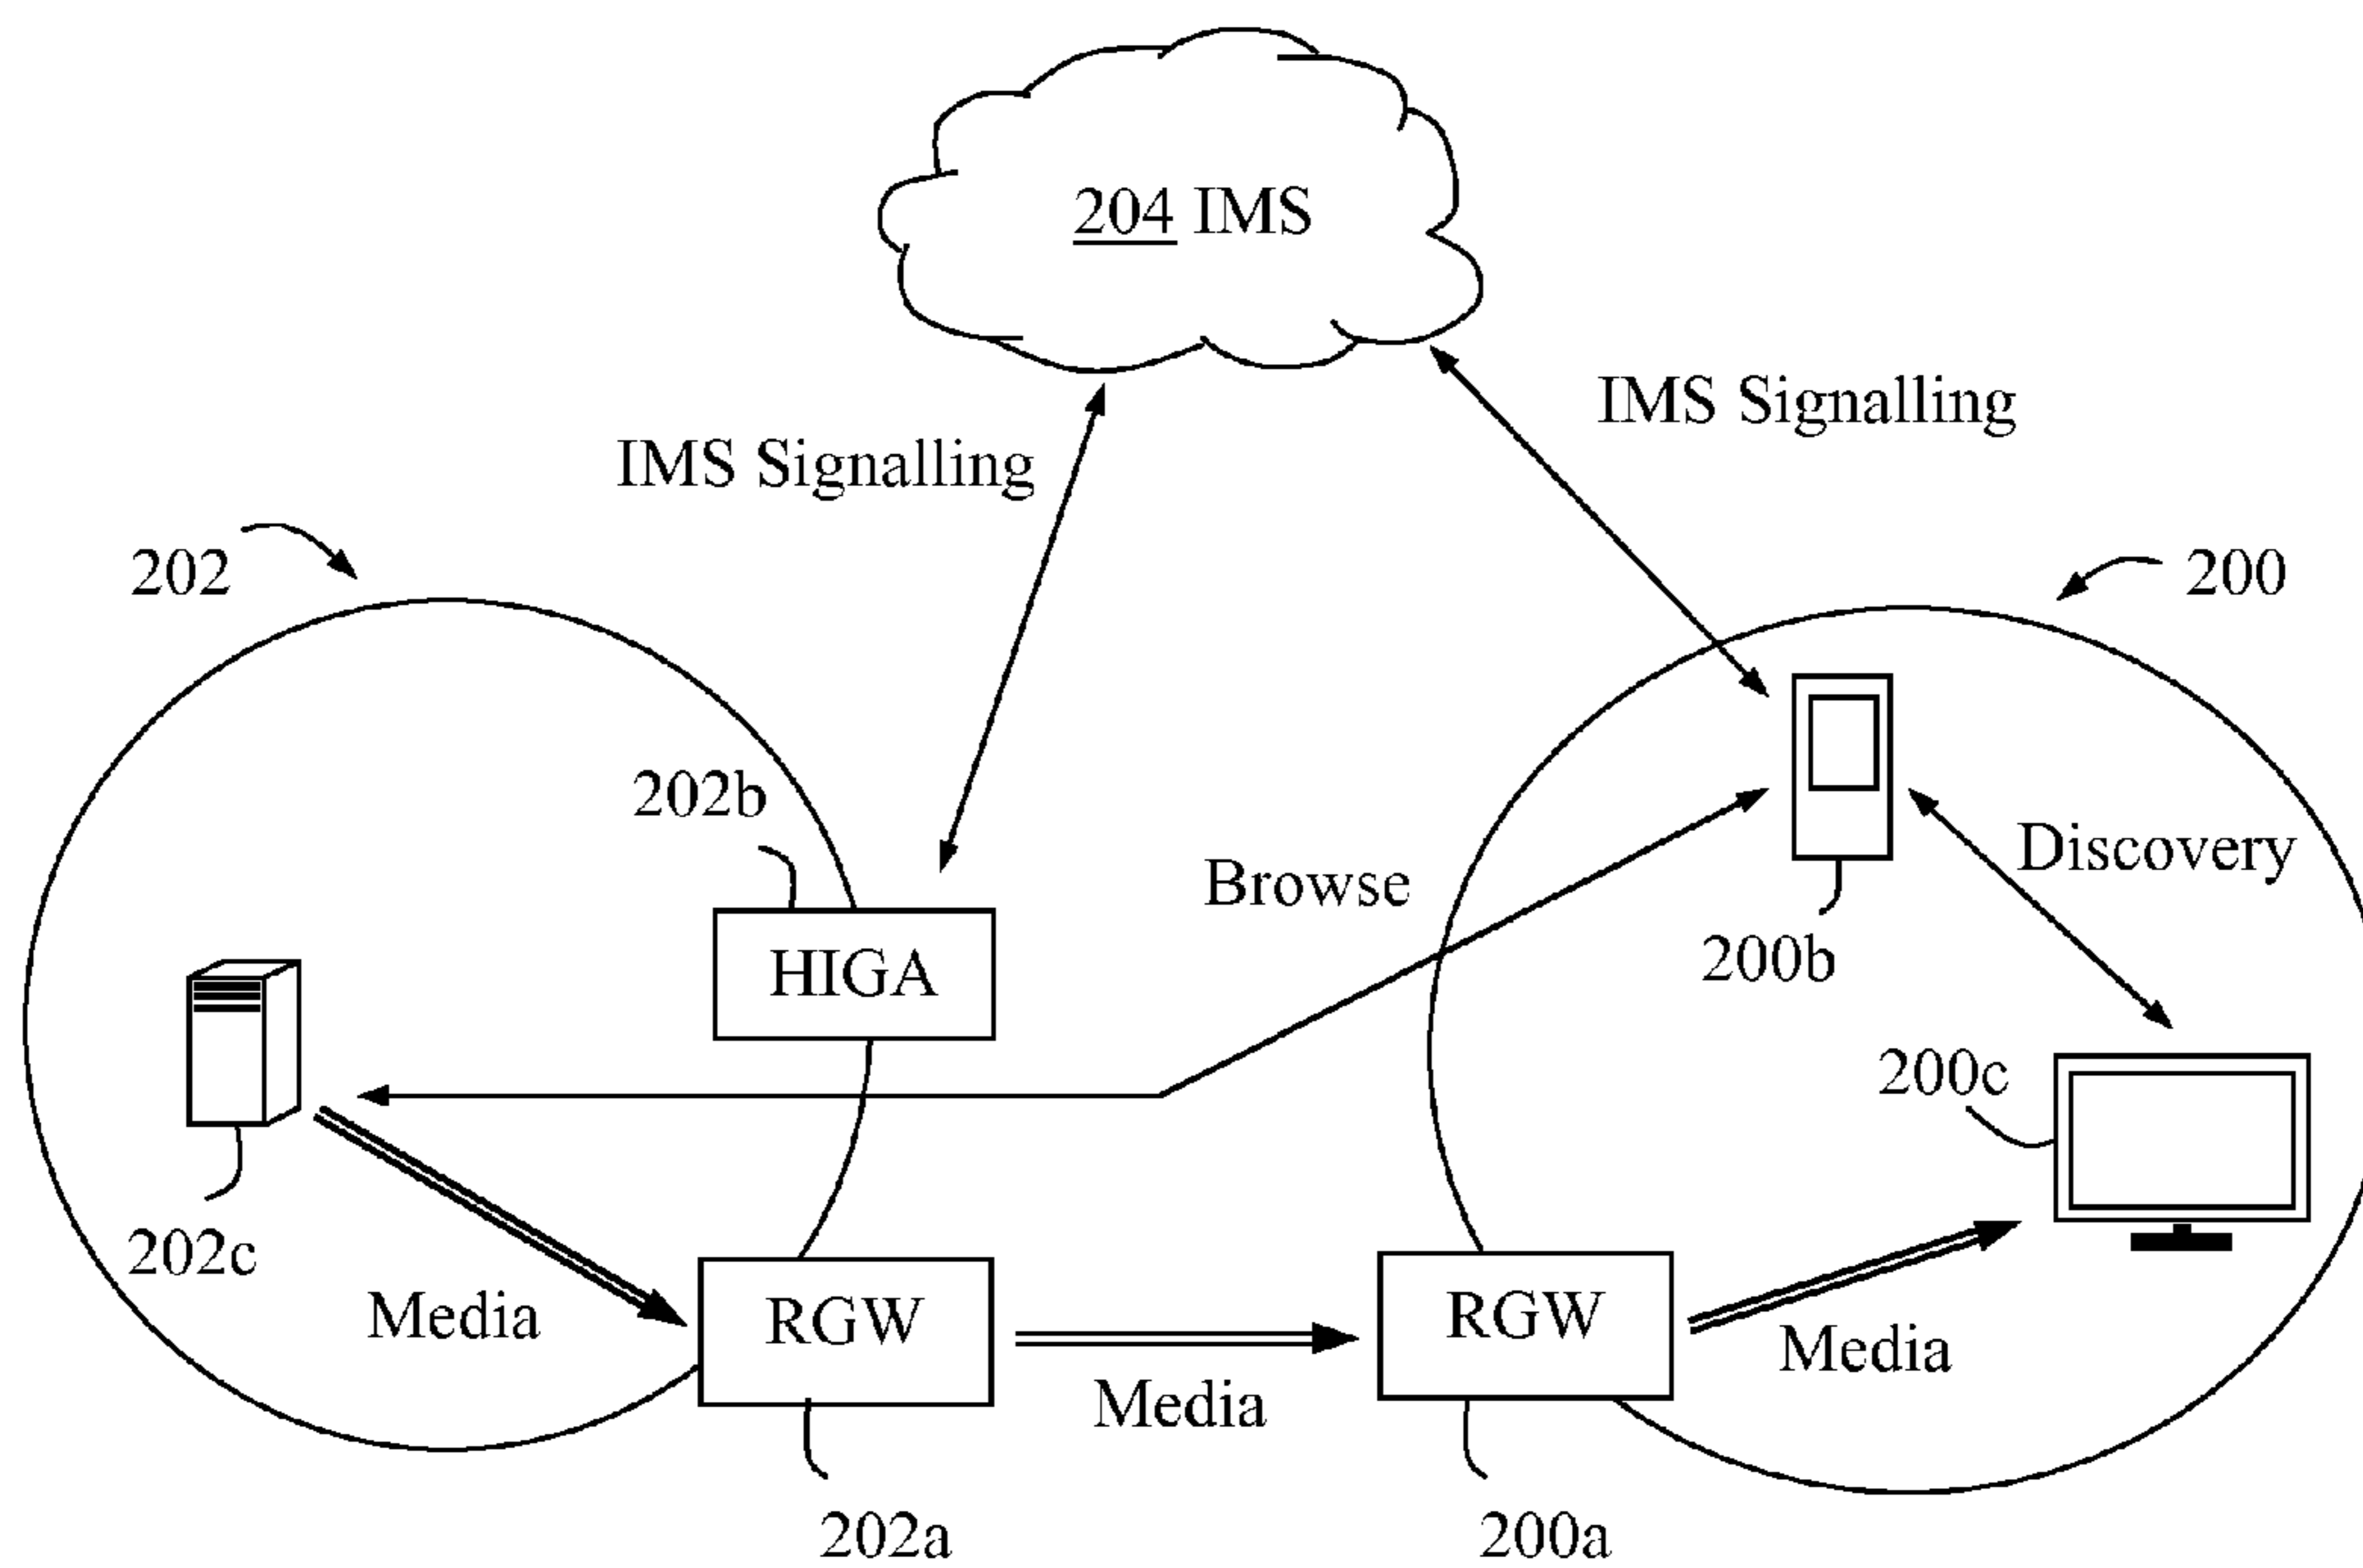 204 IMS
IMS Signalling
IMS Signalling
202
200
202b
Browse
Discovery
HIGA
200b
200c
202c
Media
RGW
RGW
Media
Media
202a
200a